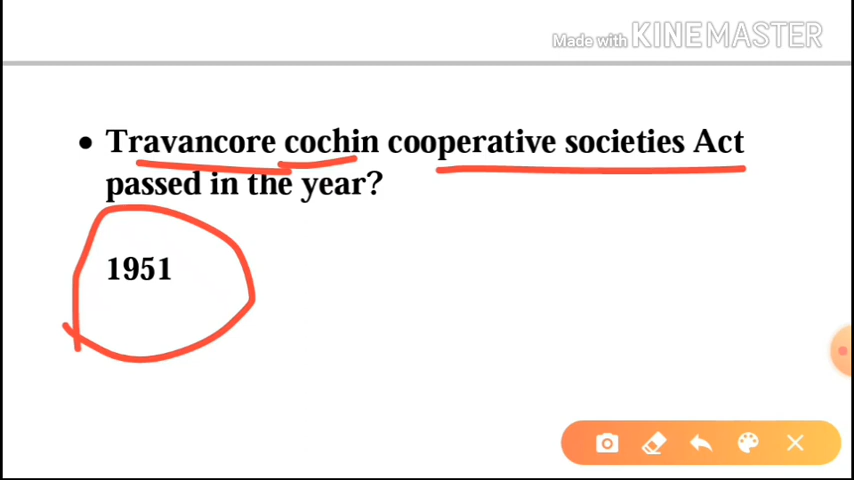 Made with KINEMASTER
• Travancore cochin cooperative societies Act
passed in the year?
1951